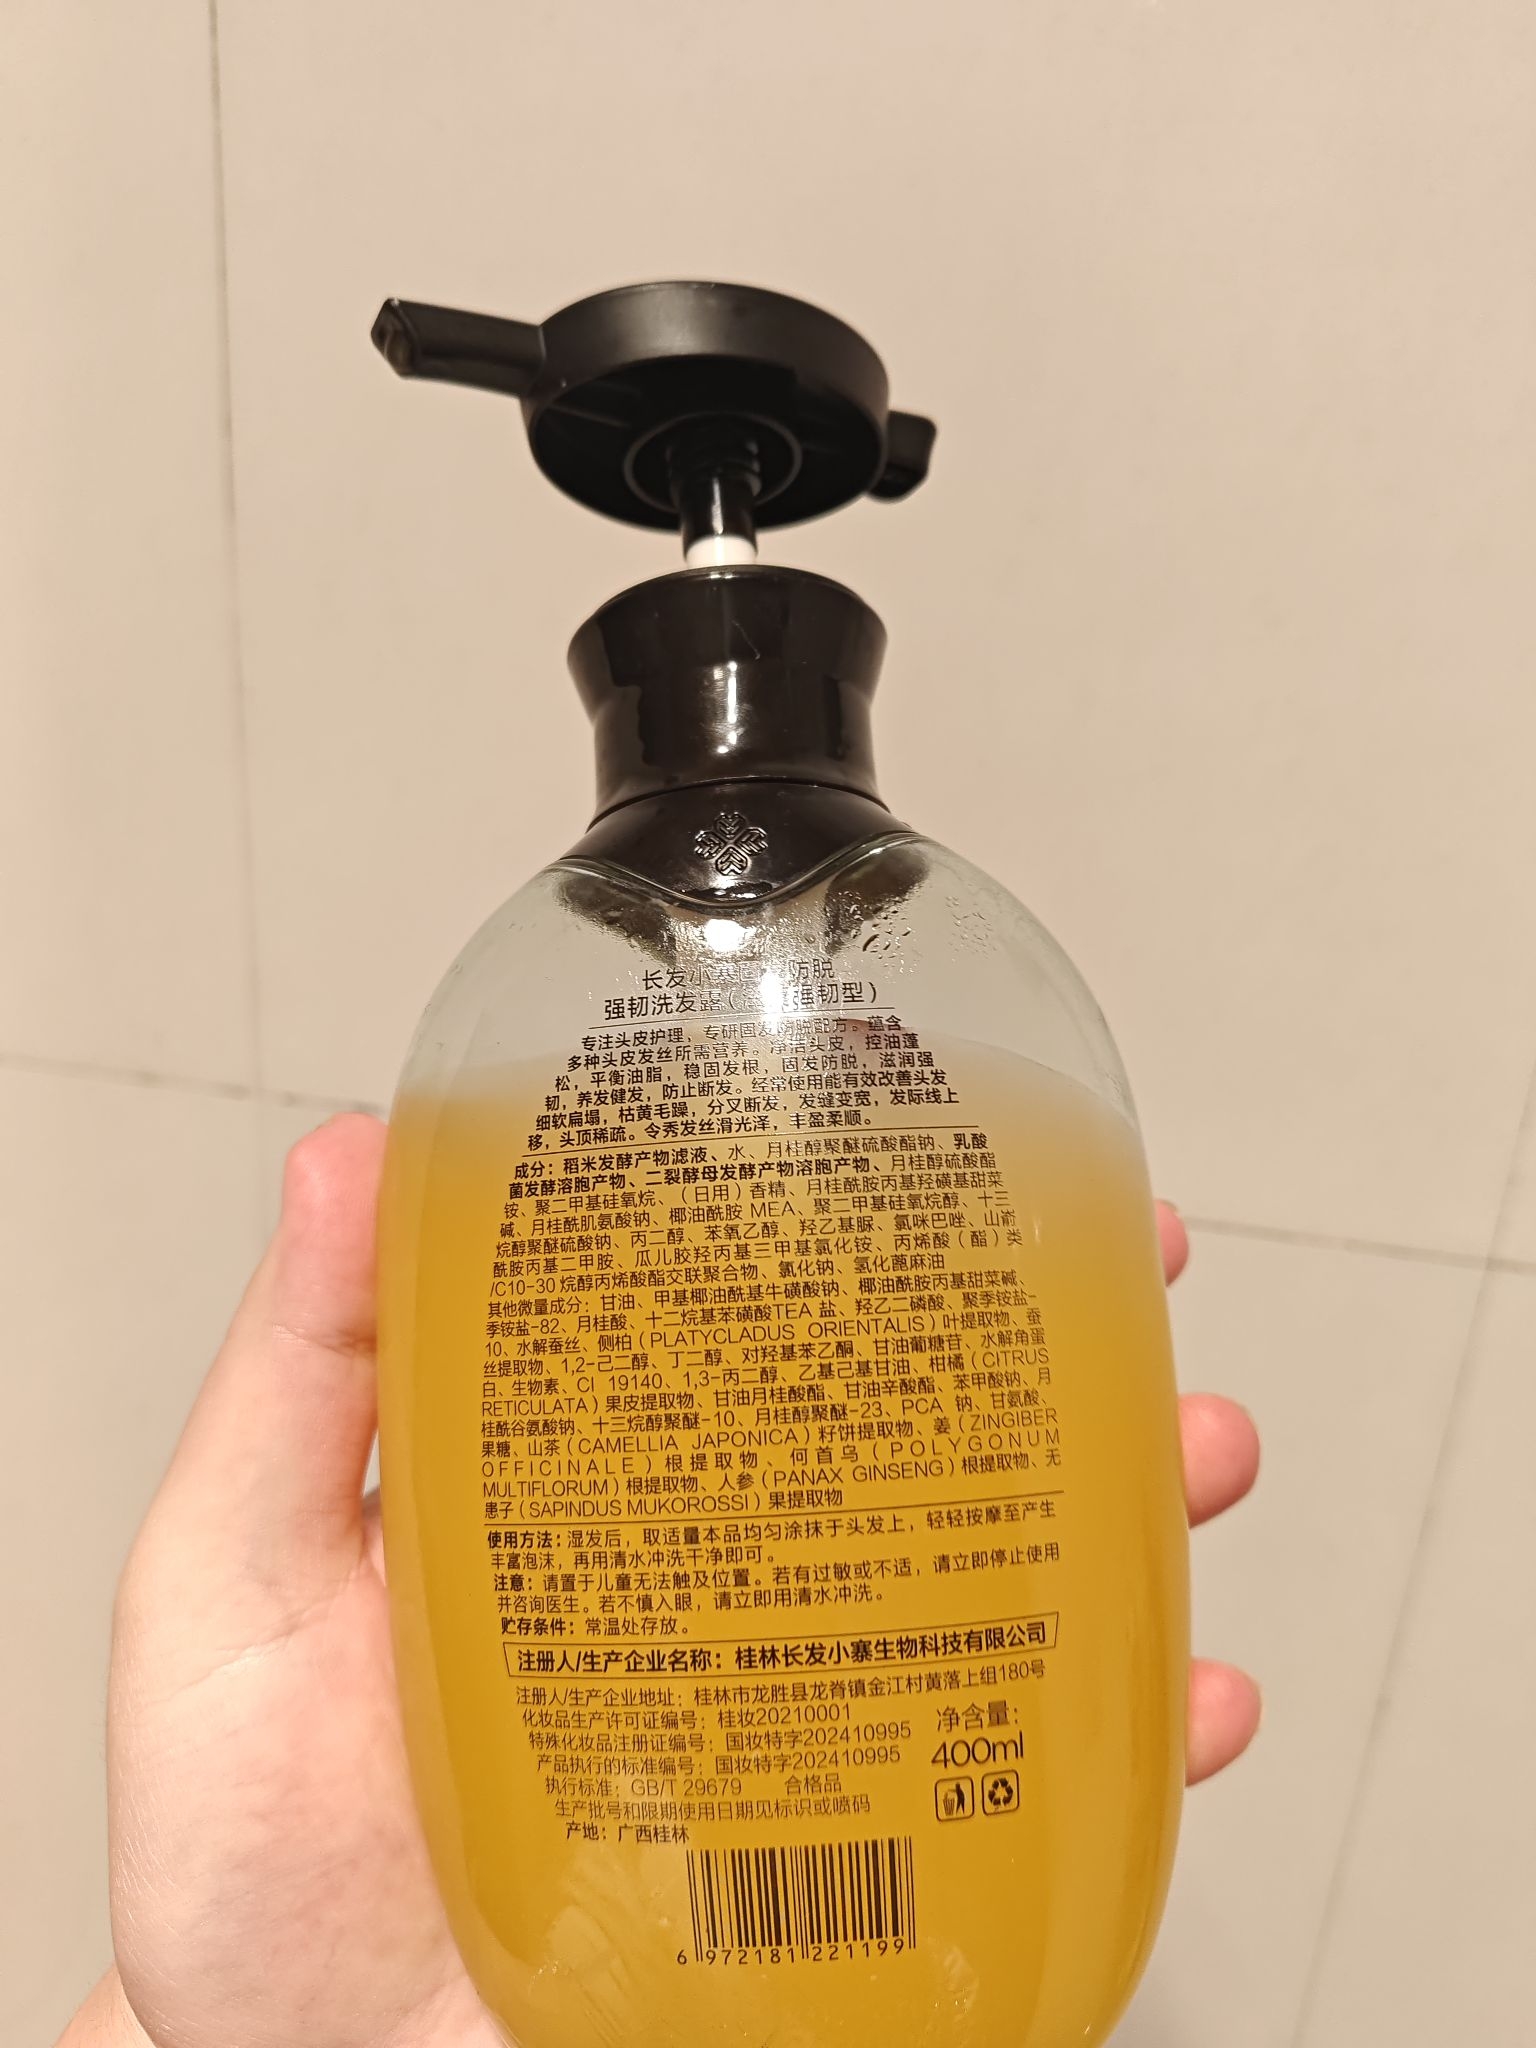 长发小寨固发防脱
强韧洗发露（滋润强韧型）
专注头皮护理，专研固发防脱配方。蕴含
多种头皮发丝所需营养。净洁头皮，控油蓬
松，平衡油脂，稳固发根，固发防脱，滋润强
韧，养发健发，防止断发。经常使用能有效改善头发
细软扁塌，枯黄毛躁，分叉断发，发缝变宽，发际线上
移，头顶稀疏。令秀发丝滑光泽，丰盈柔顺。
成分：稻米发酵产物滤液、水、月桂醇聚醚硫酸酯钠、乳酸
菌发酵溶胞产物、二裂酵母发酵产物溶胞产物、月桂醇硫酸酯
铵、聚二甲基硅氧烷、（日用）香精、月桂酰胺丙基羟磺基甜菜
碱、月桂酰肌氨酸钠、椰油酰胺 MEA、聚二甲基硅氧烷醇、十三
烷醇聚醚硫酸钠、丙二醇、苯氧乙醇、羟乙基脲、氯咪巴唑、山嵛
酰胺丙基二甲胺、瓜儿胶羟丙基三甲基氯化铵、丙烯酸（酯）类
/C10-30 烷醇丙烯酸酯交联聚合物、氯化钠、氢化蓖麻油
其他微量成分：甘油、甲基椰油酰基牛磺酸钠、椰油酰胺丙基甜菜碱、
季铵盐-82、月桂酸、十二烷基苯磺酸TEA 盐、羟乙二磷酸、聚季铵盐-
10、水解蚕丝、侧柏（PLATYCLADUS ORIENTALIS）叶提取物、蚕
丝提取物、1,2-己二醇、丁二醇、对羟基苯乙酮、甘油葡糖苷、水解角蛋
白、生物素、CI 19140、1,3-丙二醇、乙基己基甘油、柑橘（CITRUS
RETICULATA）果皮提取物、甘油月桂酸酯、甘油辛酸酯、苯甲酸钠、月
桂酰谷氨酸钠、十三烷醇聚醚-10、月桂醇聚醚-23、PCA 钠、甘氨酸、
果糖、山茶（CAMELLIA JAPONICA）籽饼提取物、姜（ZINGIBER
OFFICINALE）根提取物、何首乌（POLYGONUM
MULTIFLORUM）根提取物、人参（PANAX GINSENG）根提取物、无
患子（SAPINDUS MUKOROSSI）果提取物
使用方法：湿发后，取适量本品均匀涂抹于头发上，轻轻按摩至产生
丰富泡沫，再用清水冲洗干净即可。
注意：请置于儿童无法触及位置。若有过敏或不适，请立即停止使用
并咨询医生。若不慎入眼，请立即用清水冲洗。
贮存条件：常温处存放。
注册人/生产企业名称：桂林长发小寨生物科技有限公司
注册人/生产企业地址：桂林市龙胜县龙脊镇金江村黄落上组180号
化妆品生产许可证编号：桂妆20210001
特殊化妆品注册证编号：国妆特字202410995
产品执行的标准编号：国妆特字202410995
执行标准：GB/T 29679 合格品
生产批号和限期使用日期见标识或喷码
产地：广西桂林
净含量：
400ml
6 972181 221199